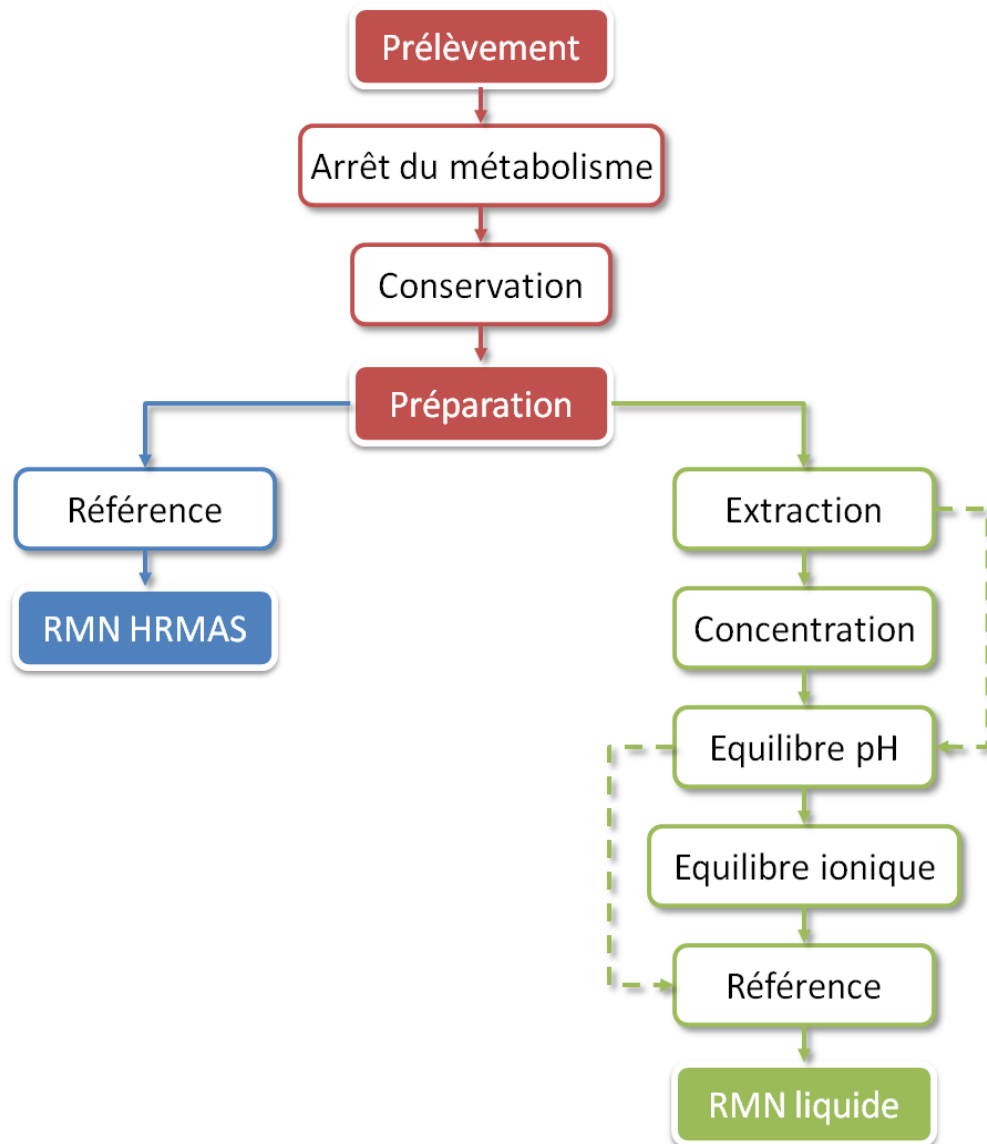 Prélèvement
Arrêt du métabolisme
Conservation
Préparation
Référence
RMN HRMAS
Extraction
Concentration
Equilibre pH
Equilibre ionique
Référence
RMN liquide